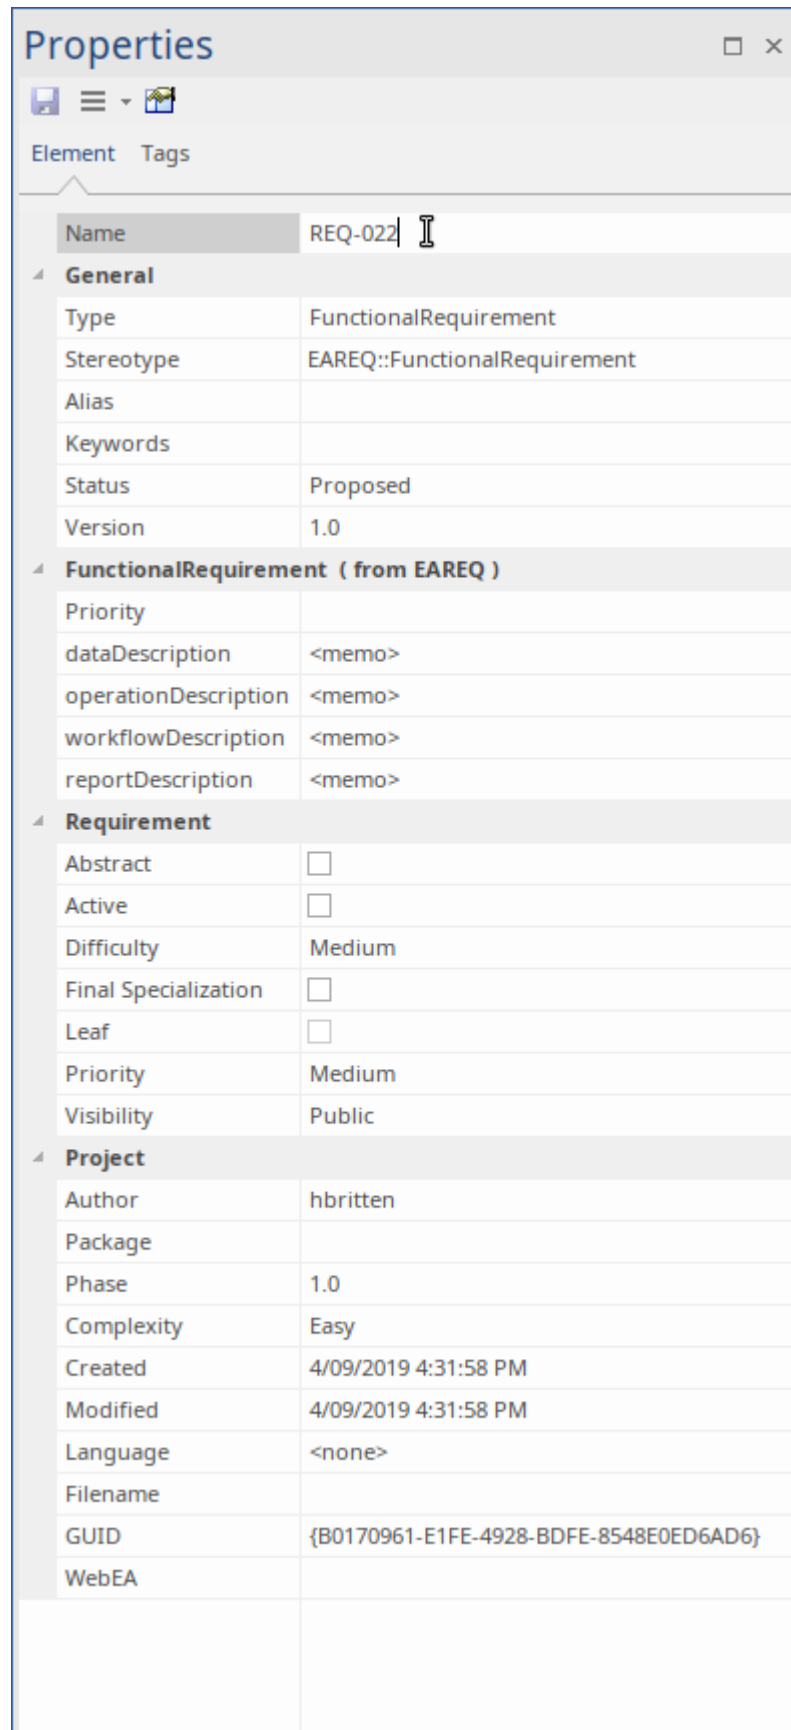 Properties
Element Tags
Name REQ-022
General
Type FunctionalRequirement
Stereotype EAREQ::FunctionalRequirement
Alias
Keywords
Status Proposed
Version 1.0
FunctionalRequirement ( from EAREQ )
Priority
dataDescription <memo>
operationDescription <memo>
workflowDescription <memo>
reportDescription <memo>
Requirement
Abstract
Active
Difficulty Medium
Final Specialization
Leaf
Priority Medium
Visibility Public
Project
Author hbritten
Package
Phase 1.0
Complexity Easy
Created 4/09/2019 4:31:58 PM
Modified 4/09/2019 4:31:58 PM
Language <none>
Filename
GUID {B0170961-E1FE-4928-BDFE-8548E0ED6AD6}
WebEA